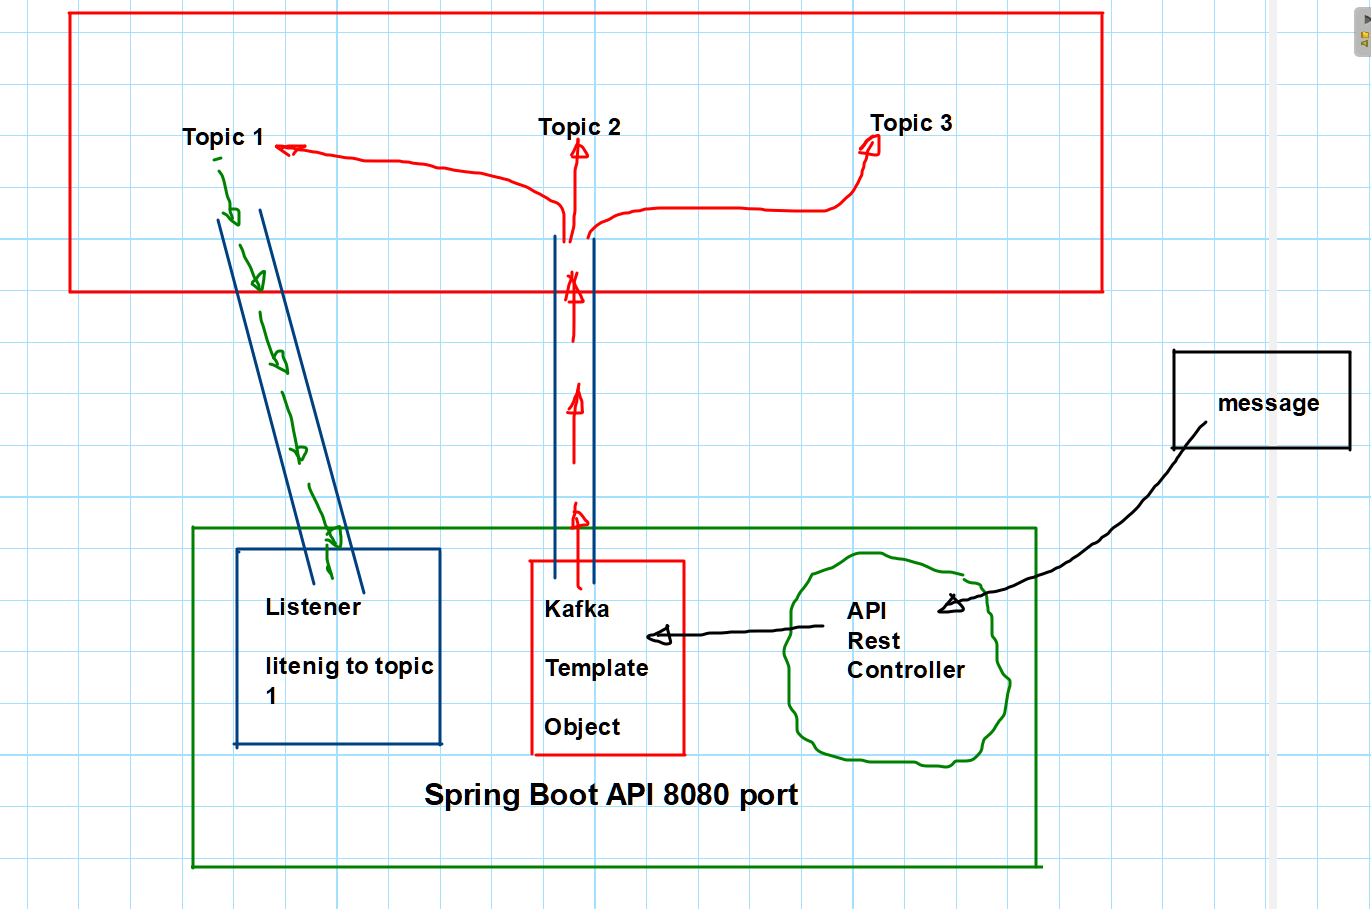 Topic 1
Topic 2
Topic 3
message
Listener
litenig to topic
1
Kafka
Template
Object
API
Rest
Controller
Spring Boot API 8080 port